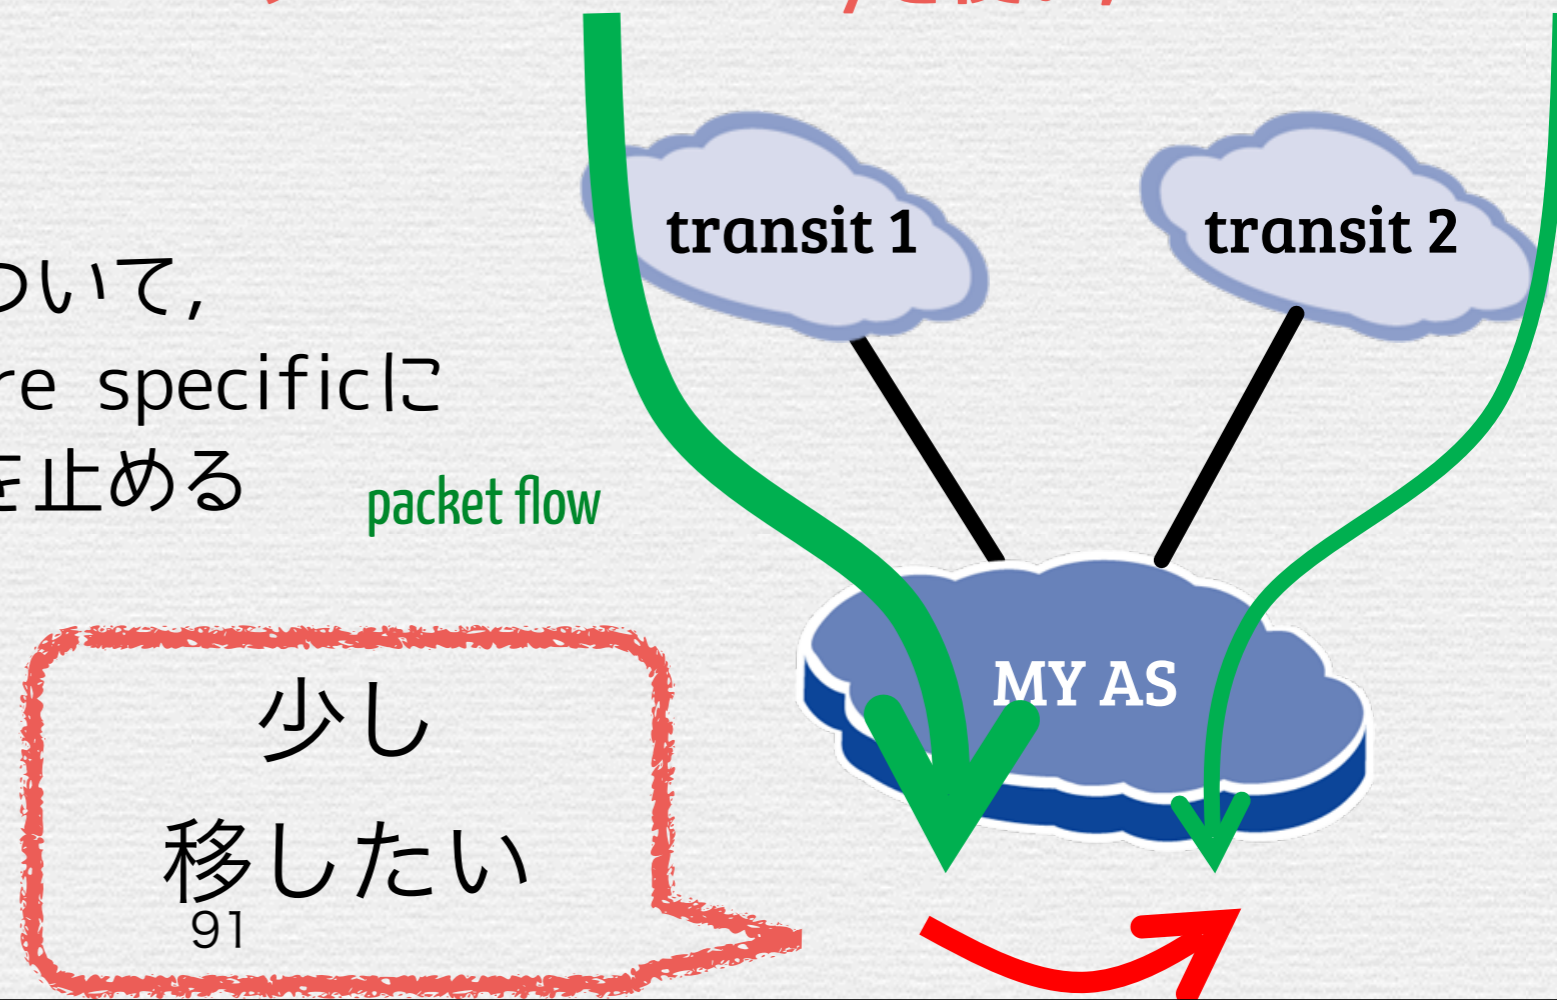 transit 1
transit 2
ついて,
re specificに
を止める
packet flow
MY AS
少し
移したい
91